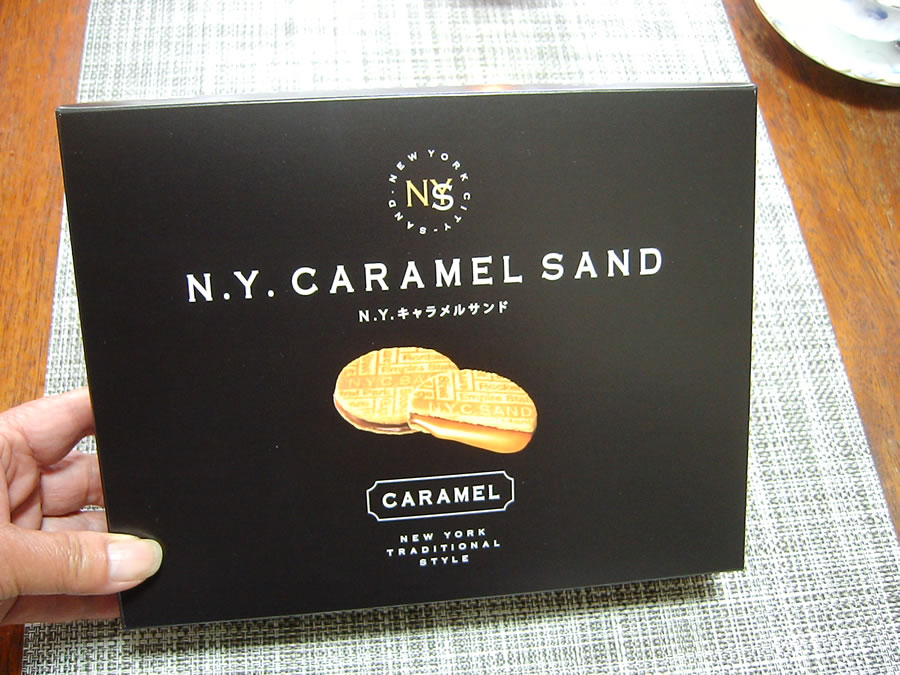 NEW YORK CITY-SAND-
NYS
N.Y. CARAMEL SAND
N.Y.キャラメルサンド
N.Y.C SAND
N.Y.C SAND
CARAMEL
NEW YORK
TRADITIONAL
STYLE